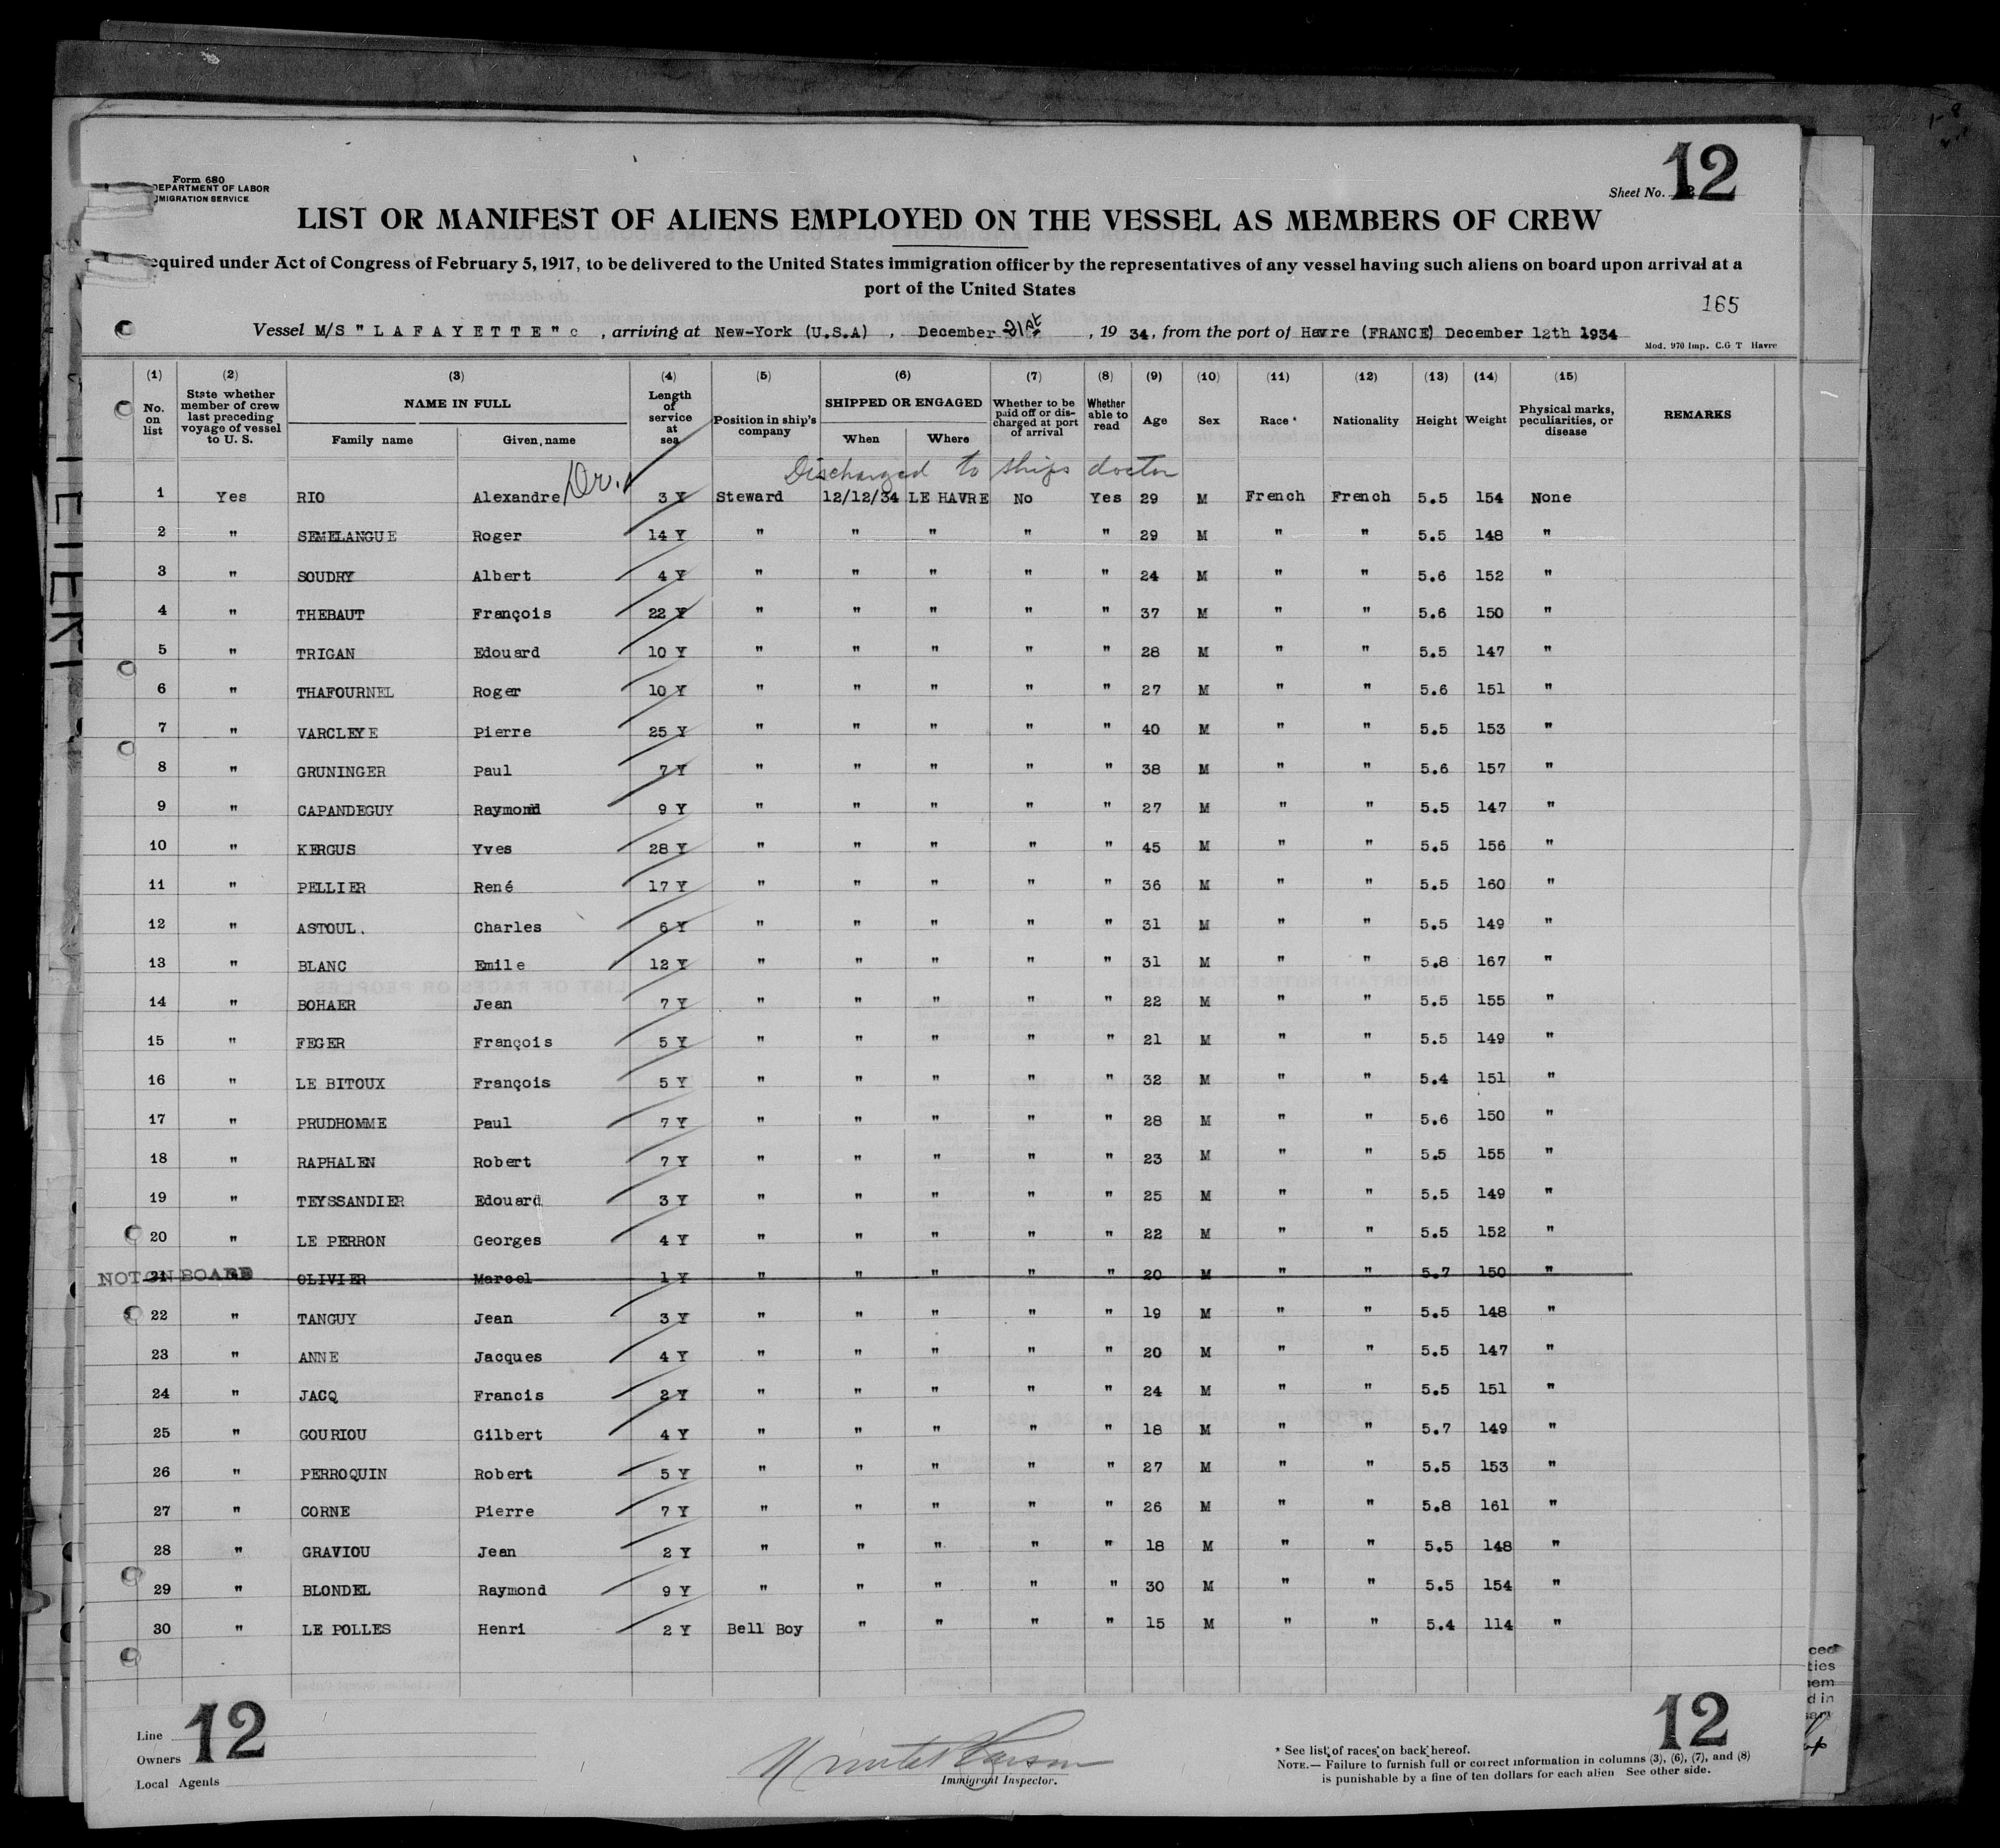 12
Form 680
DEPARTMENT OF LABOR
IMMIGRATION SERVICE
Sheet No.
LIST OR MANIFEST OF ALIENS EMPLOYED ON THE VESSEL AS MEMBERS OF CREW
equired under Act of Congress of February 5, 1917, to be delivered to the United States immigration officer by the representatives of any vessel having such aliens on board upon arrival at a
port of the United States
165
Vessel M/S "LAFAYETTE" c, arriving at New-York (U.S.A), December 21st, 1934, from the port of Havre (FRANCE) December 12th 1934
Mod. 970 Imp. C.G T Havre
(1) (2) (3) (4) (5) (6) (7) (8) (9) (10) (11) (12) (13) (14) (15)
No. on list State whether member of crew last preceding voyage of vessel to U. S. NAME IN FULL Family name Given name Length of service at sea Position in ship's company SHIPPED OR ENGAGED When Where Whether to be paid off or discharged at port of arrival Whether able to read Age Sex Race * Nationality Height Weight Physical marks, peculiarities, or disease REMARKS
Discharged to ships doctor
1 Yes RIO Alexandre Dr. 3 Y Steward 12/12/34 LE HAVRE No Yes 29 M French French 5.5 154 None
2 " SEMELANGUE Roger 14 Y " " " " " 29 M " " 5.5 148 "
3 " SOUDRY Albert 4 Y " " " " " 24 M " " 5.6 152 "
4 " THEBAUT François 22 Y " " " " " 37 M " " 5.6 150 "
5 " TRIGAN Edouard 10 Y " " " " " 28 M " " 5.5 147 "
6 " THAFOURNEL Roger 10 Y " " " " " 27 M " " 5.6 151 "
7 " VARCLEYE Pierre 25 Y " " " " " 40 M " " 5.5 153 "
8 " GRUNINGER Paul 7 Y " " " " " 38 M " " 5.6 157 "
9 " CAPANDEGUY Raymond 9 Y " " " " " 27 M " " 5.5 147 "
10 " KERGUS Yves 28 Y " " " " " 45 M " " 5.5 156 "
11 " PELLIER René 17 Y " " " " " 36 M " " 5.5 160 "
12 " ASTOUL. Charles 6 Y " " " " " 31 M " " 5.5 149 "
13 " BLANC Emile 12 Y " " " " " 31 M " " 5.8 167 "
14 " BOHAER Jean 7 Y " " " " " 22 M " " 5.5 155 "
15 " FEGER François 5 Y " " " " " 21 M " " 5.5 149 "
16 " LE BITOUX François 5 Y " " " " " 32 M " " 5.4 151 "
17 " PRUDHOMME Paul 7 Y " " " " " 28 M " " 5.6 150 "
18 " RAPHALEN Robert 7 Y " " " " " 23 M " " 5.5 155 "
19 " TEYSSANDIER Edouard 3 Y " " " " " 25 M " " 5.5 149 "
20 " LE PERRON Georges 4 Y " " " " " 22 M " " 5.5 152 "
NOT ON BOARD 21 OLIVIER Marcel 1 Y " " " " " 20 M " " 5.7 150 "
22 " TANGUY Jean 3 Y " " " " " 19 M " " 5.5 148 "
23 " ANNE Jacques 4 Y " " " " " 20 M " " 5.5 147 "
24 " JACQ Francis 2 Y " " " " " 24 M " " 5.5 151 "
25 " GOURIOU Gilbert 4 Y " " " " " 18 M " " 5.7 149 "
26 " PERROQUIN Robert 5 Y " " " " " 27 M " " 5.5 153 "
27 " CORNE Pierre 7 Y " " " " " 26 M " " 5.8 161 "
28 " GRAVIOU Jean 2 Y " " " " " 18 M " " 5.5 148 "
29 " BLONDEL Raymond 9 Y " " " " " 30 M " " 5.5 154 "
30 " LE POLLES Henri 2 Y Bell Boy " " " " 15 M " " 5.4 114 "
Line
Owners
Local Agents
12
Immigrant Inspector.
12
* See list of races on back hereof.
NOTE.— Failure to furnish full or correct information in columns (3), (6), (7), and (8)
is punishable by a fine of ten dollars for each alien See other side.